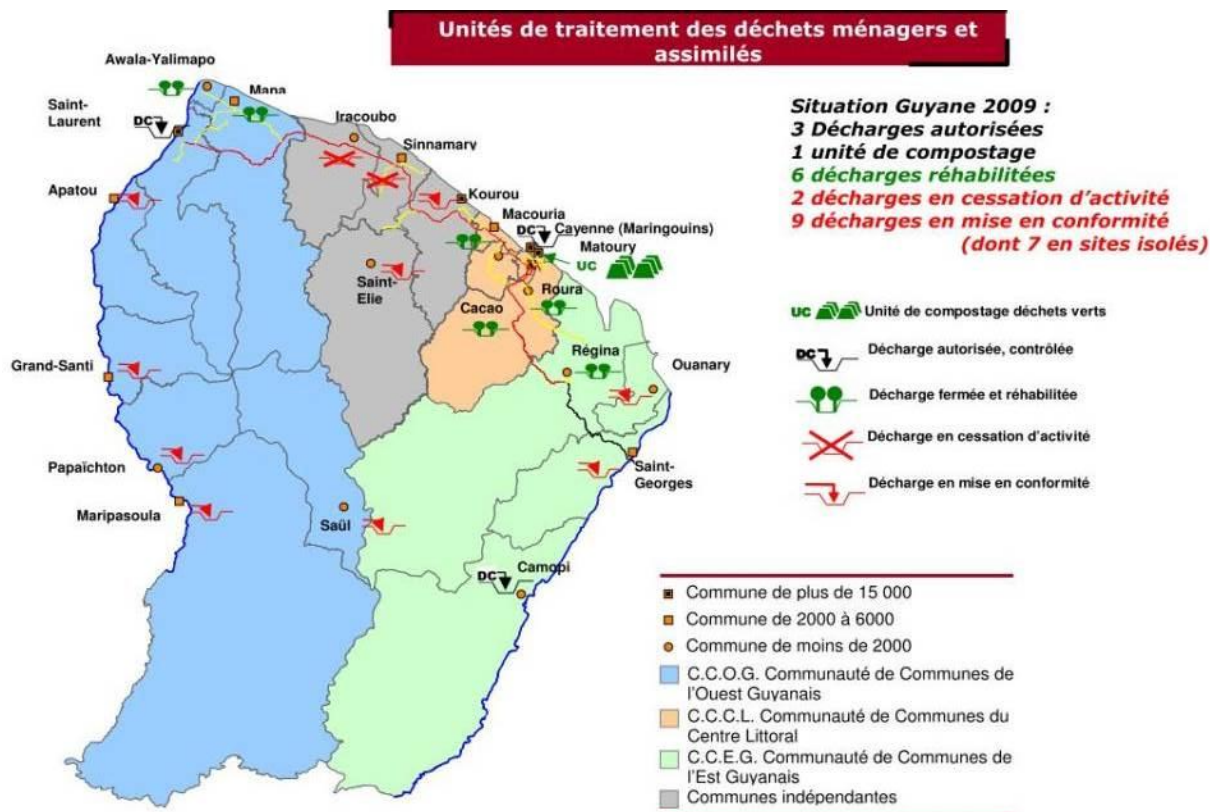 Unités de traitement des déchets ménagers et
assimilés
Situation Guyane 2009 :
3 Décharges autorisées
1 unité de compostage
6 décharges réhabilitées
2 décharges en cessation d'activité
9 décharges en mise en conformité
(dont 7 en sites isolés)
Awala-Yalimapo
Mana
Saint-
Laurent
DC
Iracoubo
Sinnamary
Apatou
Kourou
Macouria
DC
Cayenne (Maringouins)
Matoury
UC
Saint-
Elie
Roura
Cacao
Grand-Santi
Régina
Ouanary
Papaïchton
Saint-
Georges
Maripasoula
Saül
DC
Camopi
UC
Unité de compostage déchets verts
DC
Décharge autorisée, contrôlée
Décharge fermée et réhabilitée
Décharge en cessation d'activité
Décharge en mise en conformité
Commune de plus de 15 000
Commune de 2000 à 6000
Commune de moins de 2000
C.C.O.G. Communauté de Communes de
l'Ouest Guyanais
C.C.C.L. Communauté de Communes du
Centre Littoral
C.C.E.G. Communauté de Communes de
l'Est Guyanais
Communes indépendantes